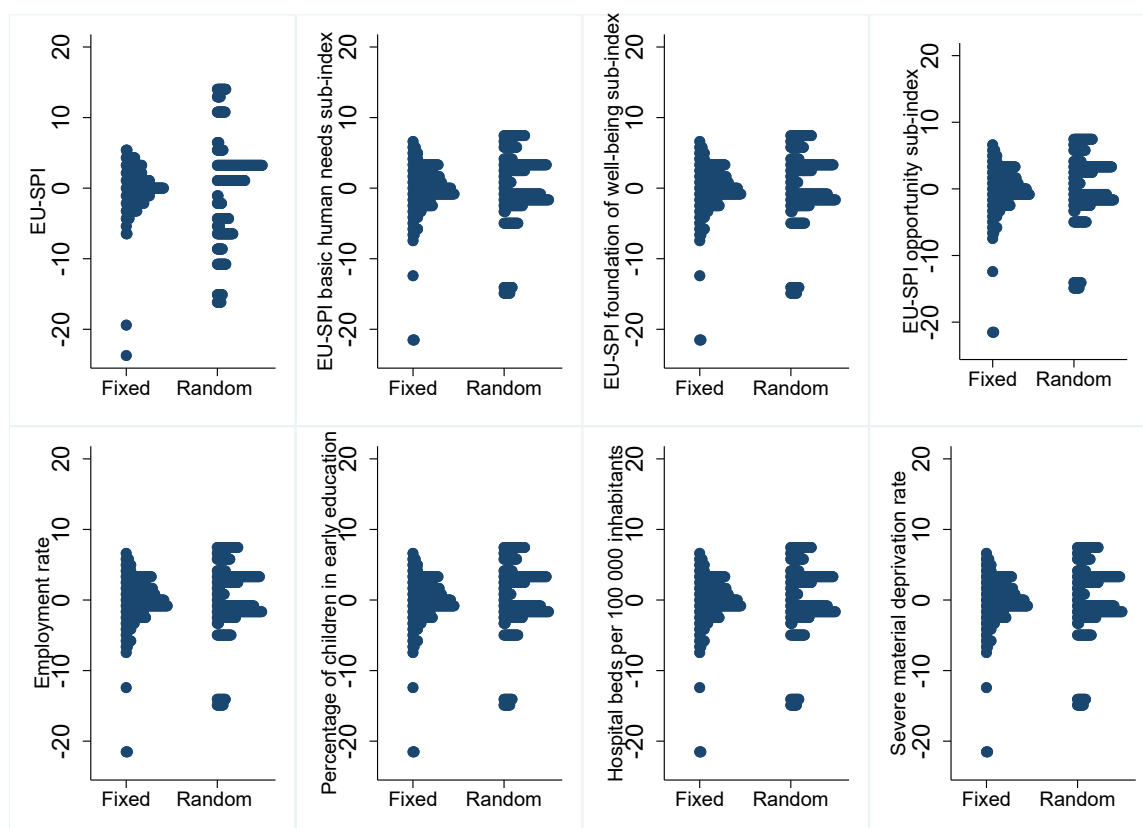 EU-SPI
20
10
0
-10
-20
Fixed Random
EU-SPI basic human needs sub-index
20
10
0
-10
-20
Fixed Random
EU-SPI foundation of well-being sub-index
20
10
0
-10
-20
Fixed Random
EU-SPI opportunity sub-index
20
10
0
-10
-20
Fixed Random
Employment rate
20
10
0
-10
-20
Fixed Random
Percentage of children in early education
20
10
0
-10
-20
Fixed Random
Hospital beds per 100 000 inhabitants
20
10
0
-10
-20
Fixed Random
Severe material deprivation rate
20
10
0
-10
-20
Fixed Random